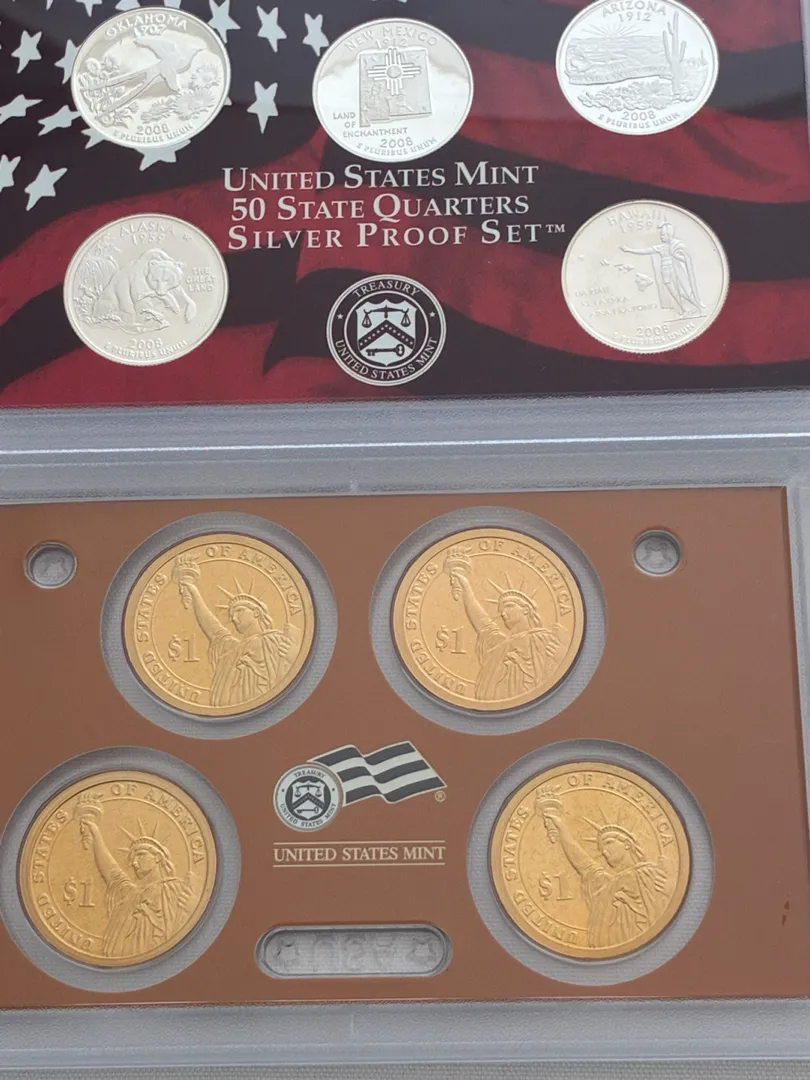 OKLAHOMA
1907
2008
E PLURIBUS UNUM
NEW MEXICO
1912
LAND
OF
ENCHANTMENT
2008
E PLURIBUS UNUM
ARIZONA
1912
2008
E PLURIBUS UNUM
UNITED STATES MINT
50 STATE QUARTERS
SILVER PROOF SET™
ALASKA
1959
THE
GREAT
LAND
2008
E PLURIBUS UNUM
TREASURY
UNITED STATES MINT
HAWAII
1959
2008
E PLURIBUS UNUM
UNITED STATES OF AMERICA
$1
UNITED STATES OF AMERICA
$1
UNITED STATES OF AMERICA
$1
TREASURY
UNITED STATES MINT
®
UNITED STATES MINT
UNITED STATES OF AMERICA
$1